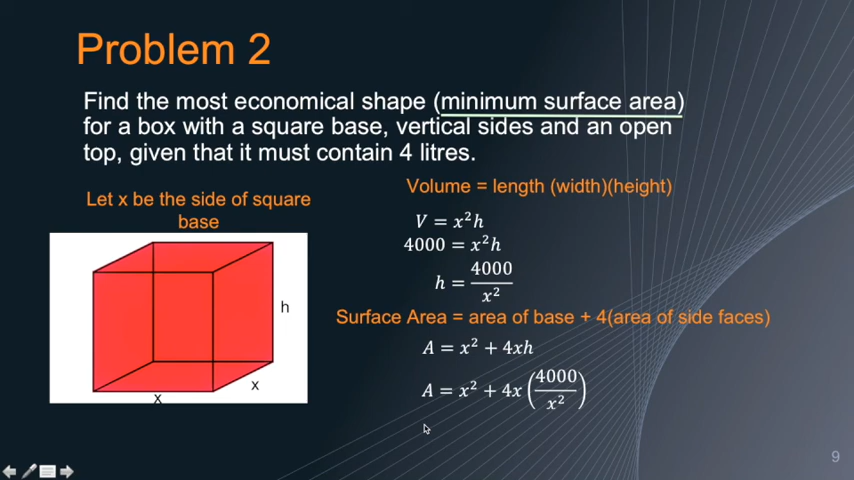 Problem 2
Find the most economical shape (minimum surface area)
for a box with a square base, vertical sides and an open
top, given that it must contain 4 litres.
Let x be the side of square
base
h
x
x
Volume = length (width)(height)
V = x²h
4000 = x²h
h = 4000/x²
Surface Area = area of base + 4(area of side faces)
A = x² + 4xh
A = x² + 4x(4000/x²)
9